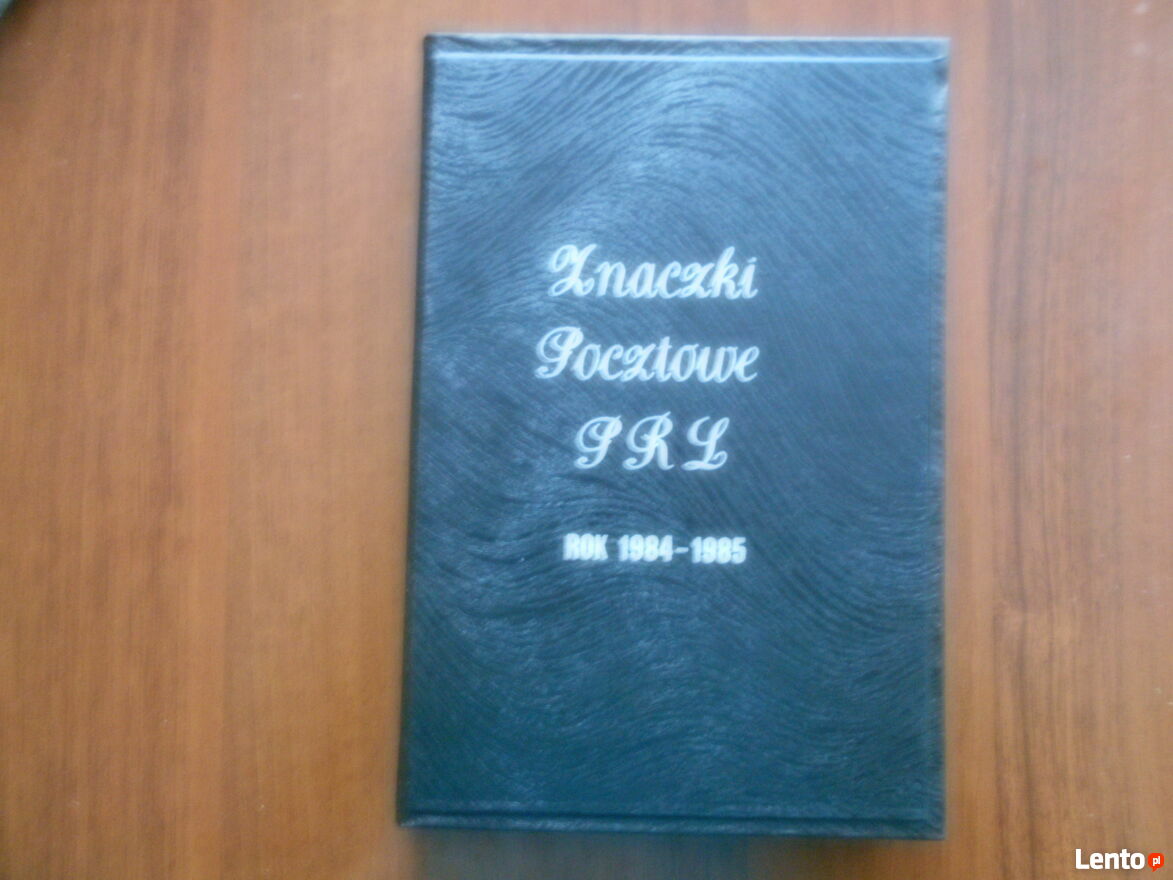 Znaczki
Pocztowe
PRL
ROK 1984-1985
Lento pl